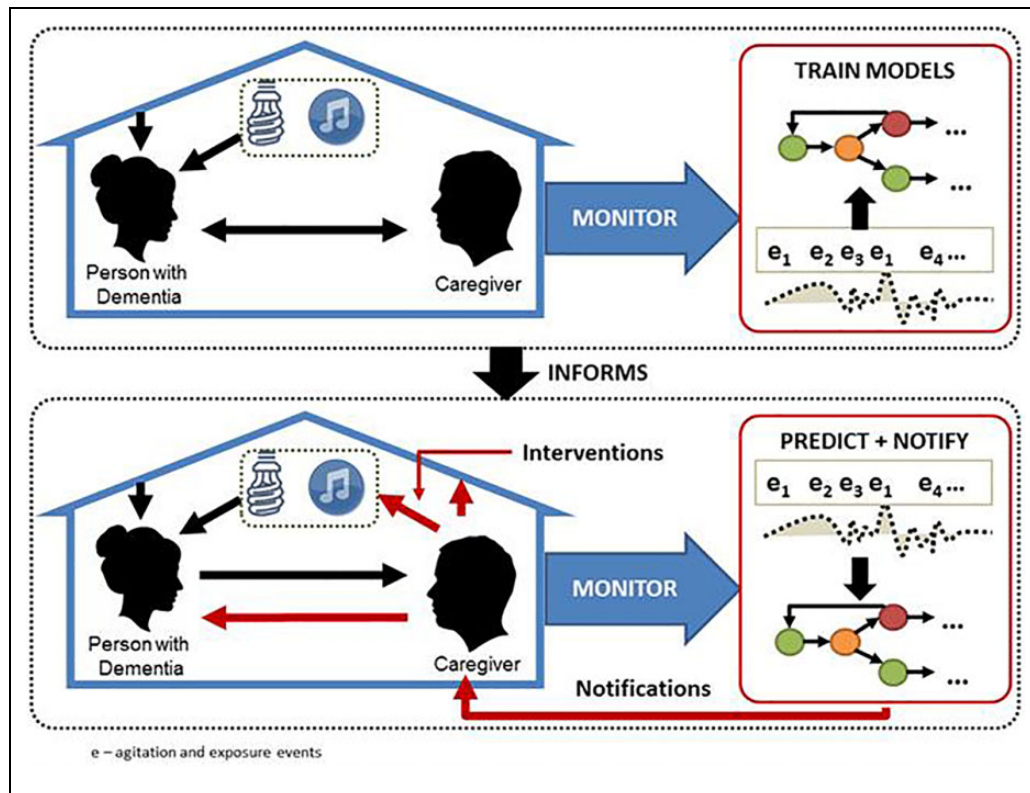 TRAIN MODELS
...
MONITOR
...
e₁ e₂ e₃ e₁ e₄ ...
Person with
Dementia
Caregiver
INFORMS
PREDICT + NOTIFY
Interventions
e₁ e₂ e₃ e₁ e₄ ...
MONITOR
...
Person with
Dementia
Caregiver
...
Notifications
e – agitation and exposure events